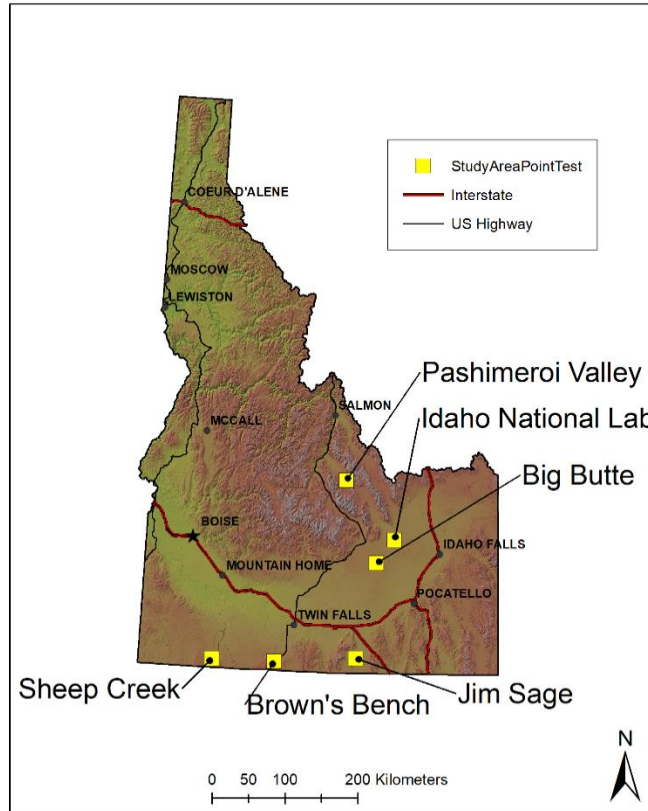 StudyAreaPointTest
Interstate
US Highway
COEUR D'ALENE
MOSCOW
LEWISTON
Pashimeroi Valley
SALMON
Idaho National Lab
MCCALL
Big Butte
BOISE
IDAHO FALLS
MOUNTAIN HOME
POCATELLO
TWIN FALLS
Sheep Creek
Brown's Bench
Jim Sage
N
0 50 100 200 Kilometers